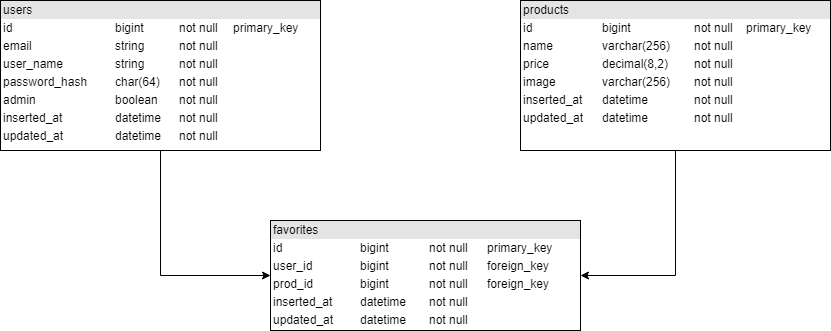 users
id bigint not null primary_key
email string not null
user_name string not null
password_hash char(64) not null
admin boolean not null
inserted_at datetime not null
updated_at datetime not null
products
id bigint not null primary_key
name varchar(256) not null
price decimal(8,2) not null
image varchar(256) not null
inserted_at datetime not null
updated_at datetime not null
favorites
id bigint not null primary_key
user_id bigint not null foreign_key
prod_id bigint not null foreign_key
inserted_at datetime not null
updated_at datetime not null